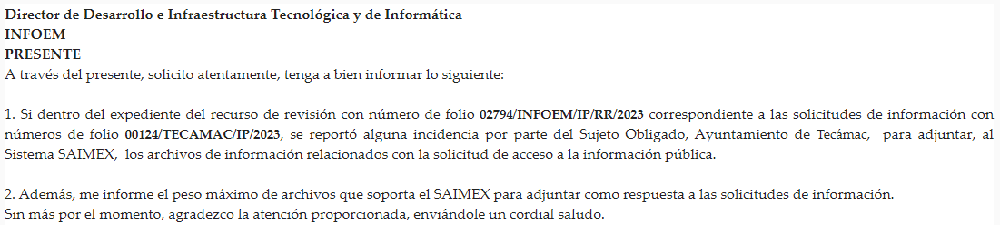 Director de Desarrollo e Infraestructura Tecnológica y de Informática
INFOEM
PRESENTE
A través del presente, solicito atentamente, tenga a bien informar lo siguiente:
1. Si dentro del expediente del recurso de revisión con número de folio 02794/INFOEM/IP/RR/2023 correspondiente a las solicitudes de información con
números de folio 00124/TECAMAC/IP/2023, se reportó alguna incidencia por parte del Sujeto Obligado, Ayuntamiento de Tecámac, para adjuntar, al
Sistema SAIMEX, los archivos de información relacionados con la solicitud de acceso a la información pública.
2. Además, me informe el peso máximo de archivos que soporta el SAIMEX para adjuntar como respuesta a las solicitudes de información.
Sin más por el momento, agradezco la atención proporcionada, enviándole un cordial saludo.